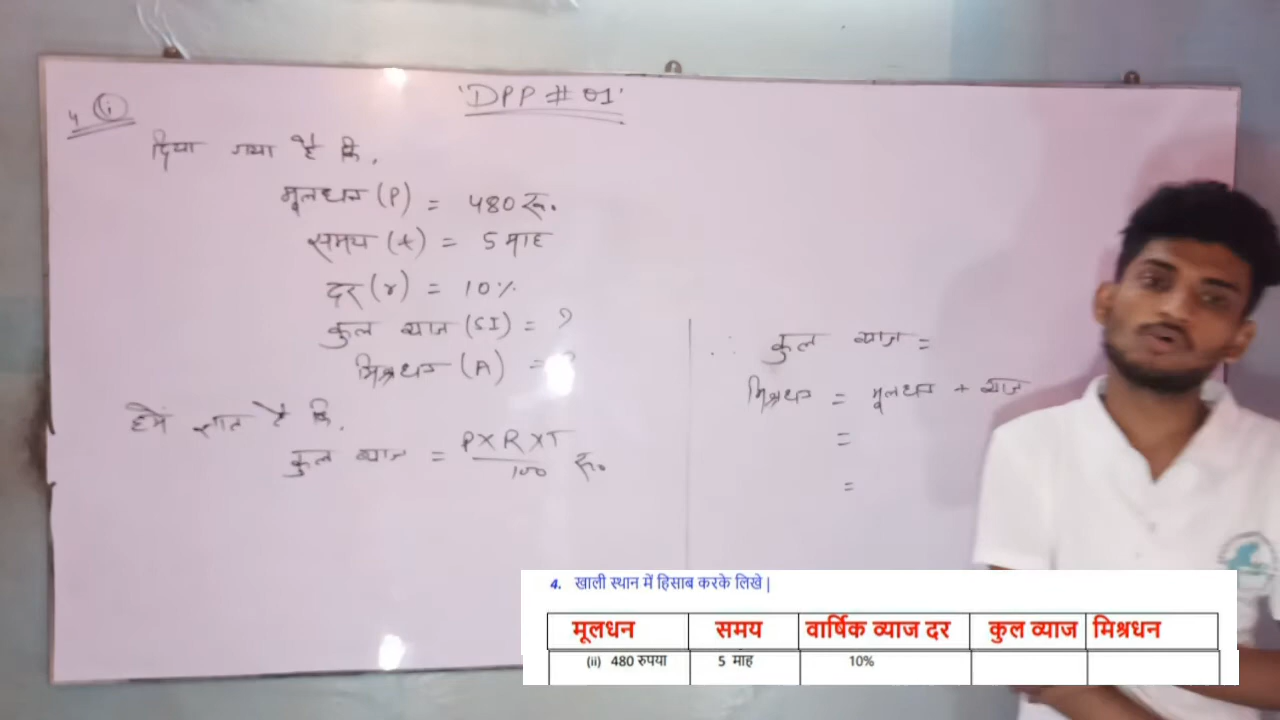 'DPP # 01'
4 (i)
दिया गया है कि,
मूलधन (P) = 480 रू.
समय (t) = 5 माह
दर (r) = 10%
कुल ब्याज (SI) = ?
मिश्रधन (A) = ?
हमें ज्ञात है कि,
कुल ब्याज = P X R X T / 100 रू.
∴ कुल ब्याज =
मिश्रधन = मूलधन + ब्याज
=
=
4. खाली स्थान में हिसाब करके लिखे |
मूलधन समय वार्षिक व्याज दर कुल व्याज मिश्रधन
(ii) 480 रुपया 5 माह 10%